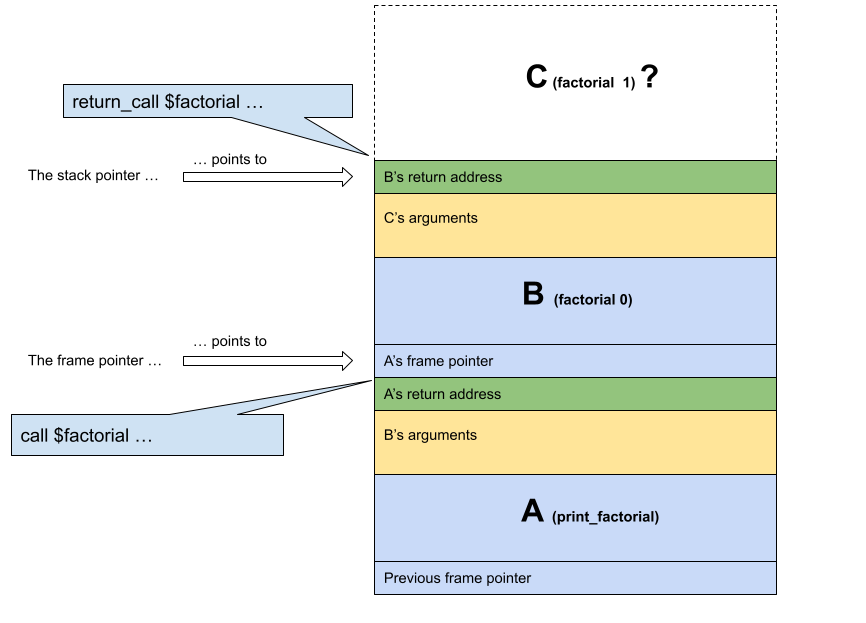 C (factorial 1) ?
return_call $factorial …
… points to
The stack pointer …
B's return address
C's arguments
B (factorial 0)
… points to
The frame pointer …
A's frame pointer
A's return address
call $factorial …
B's arguments
A (print_factorial)
Previous frame pointer